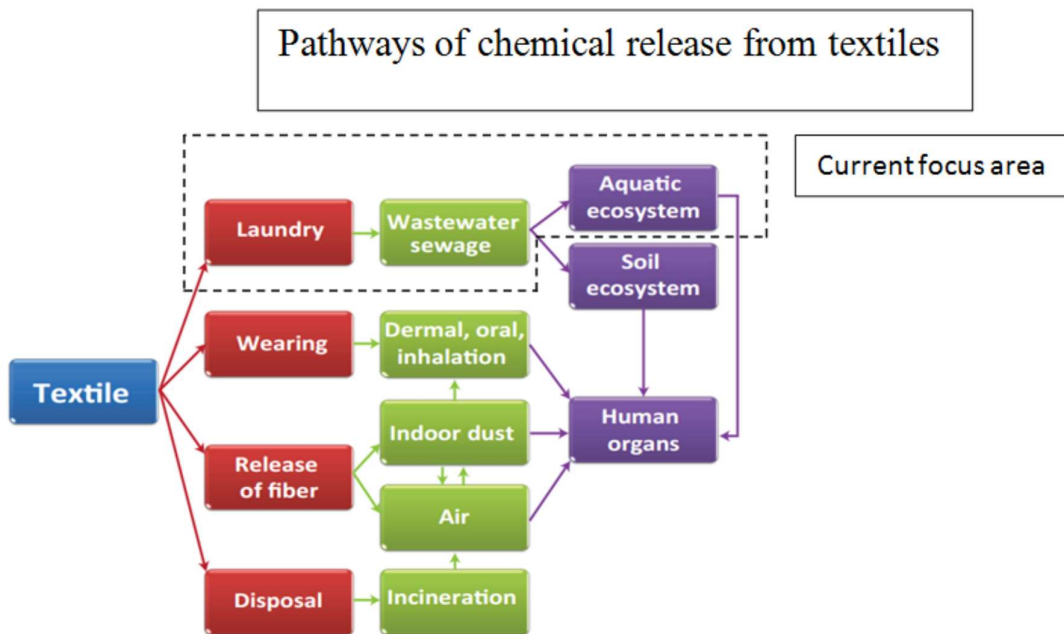 Pathways of chemical release from textiles
Current focus area
Laundry
Wastewater
sewage
Aquatic
ecosystem
Soil
ecosystem
Wearing
Dermal, oral,
inhalation
Textile
Indoor dust
Human
organs
Release
of fiber
Air
Disposal
Incineration